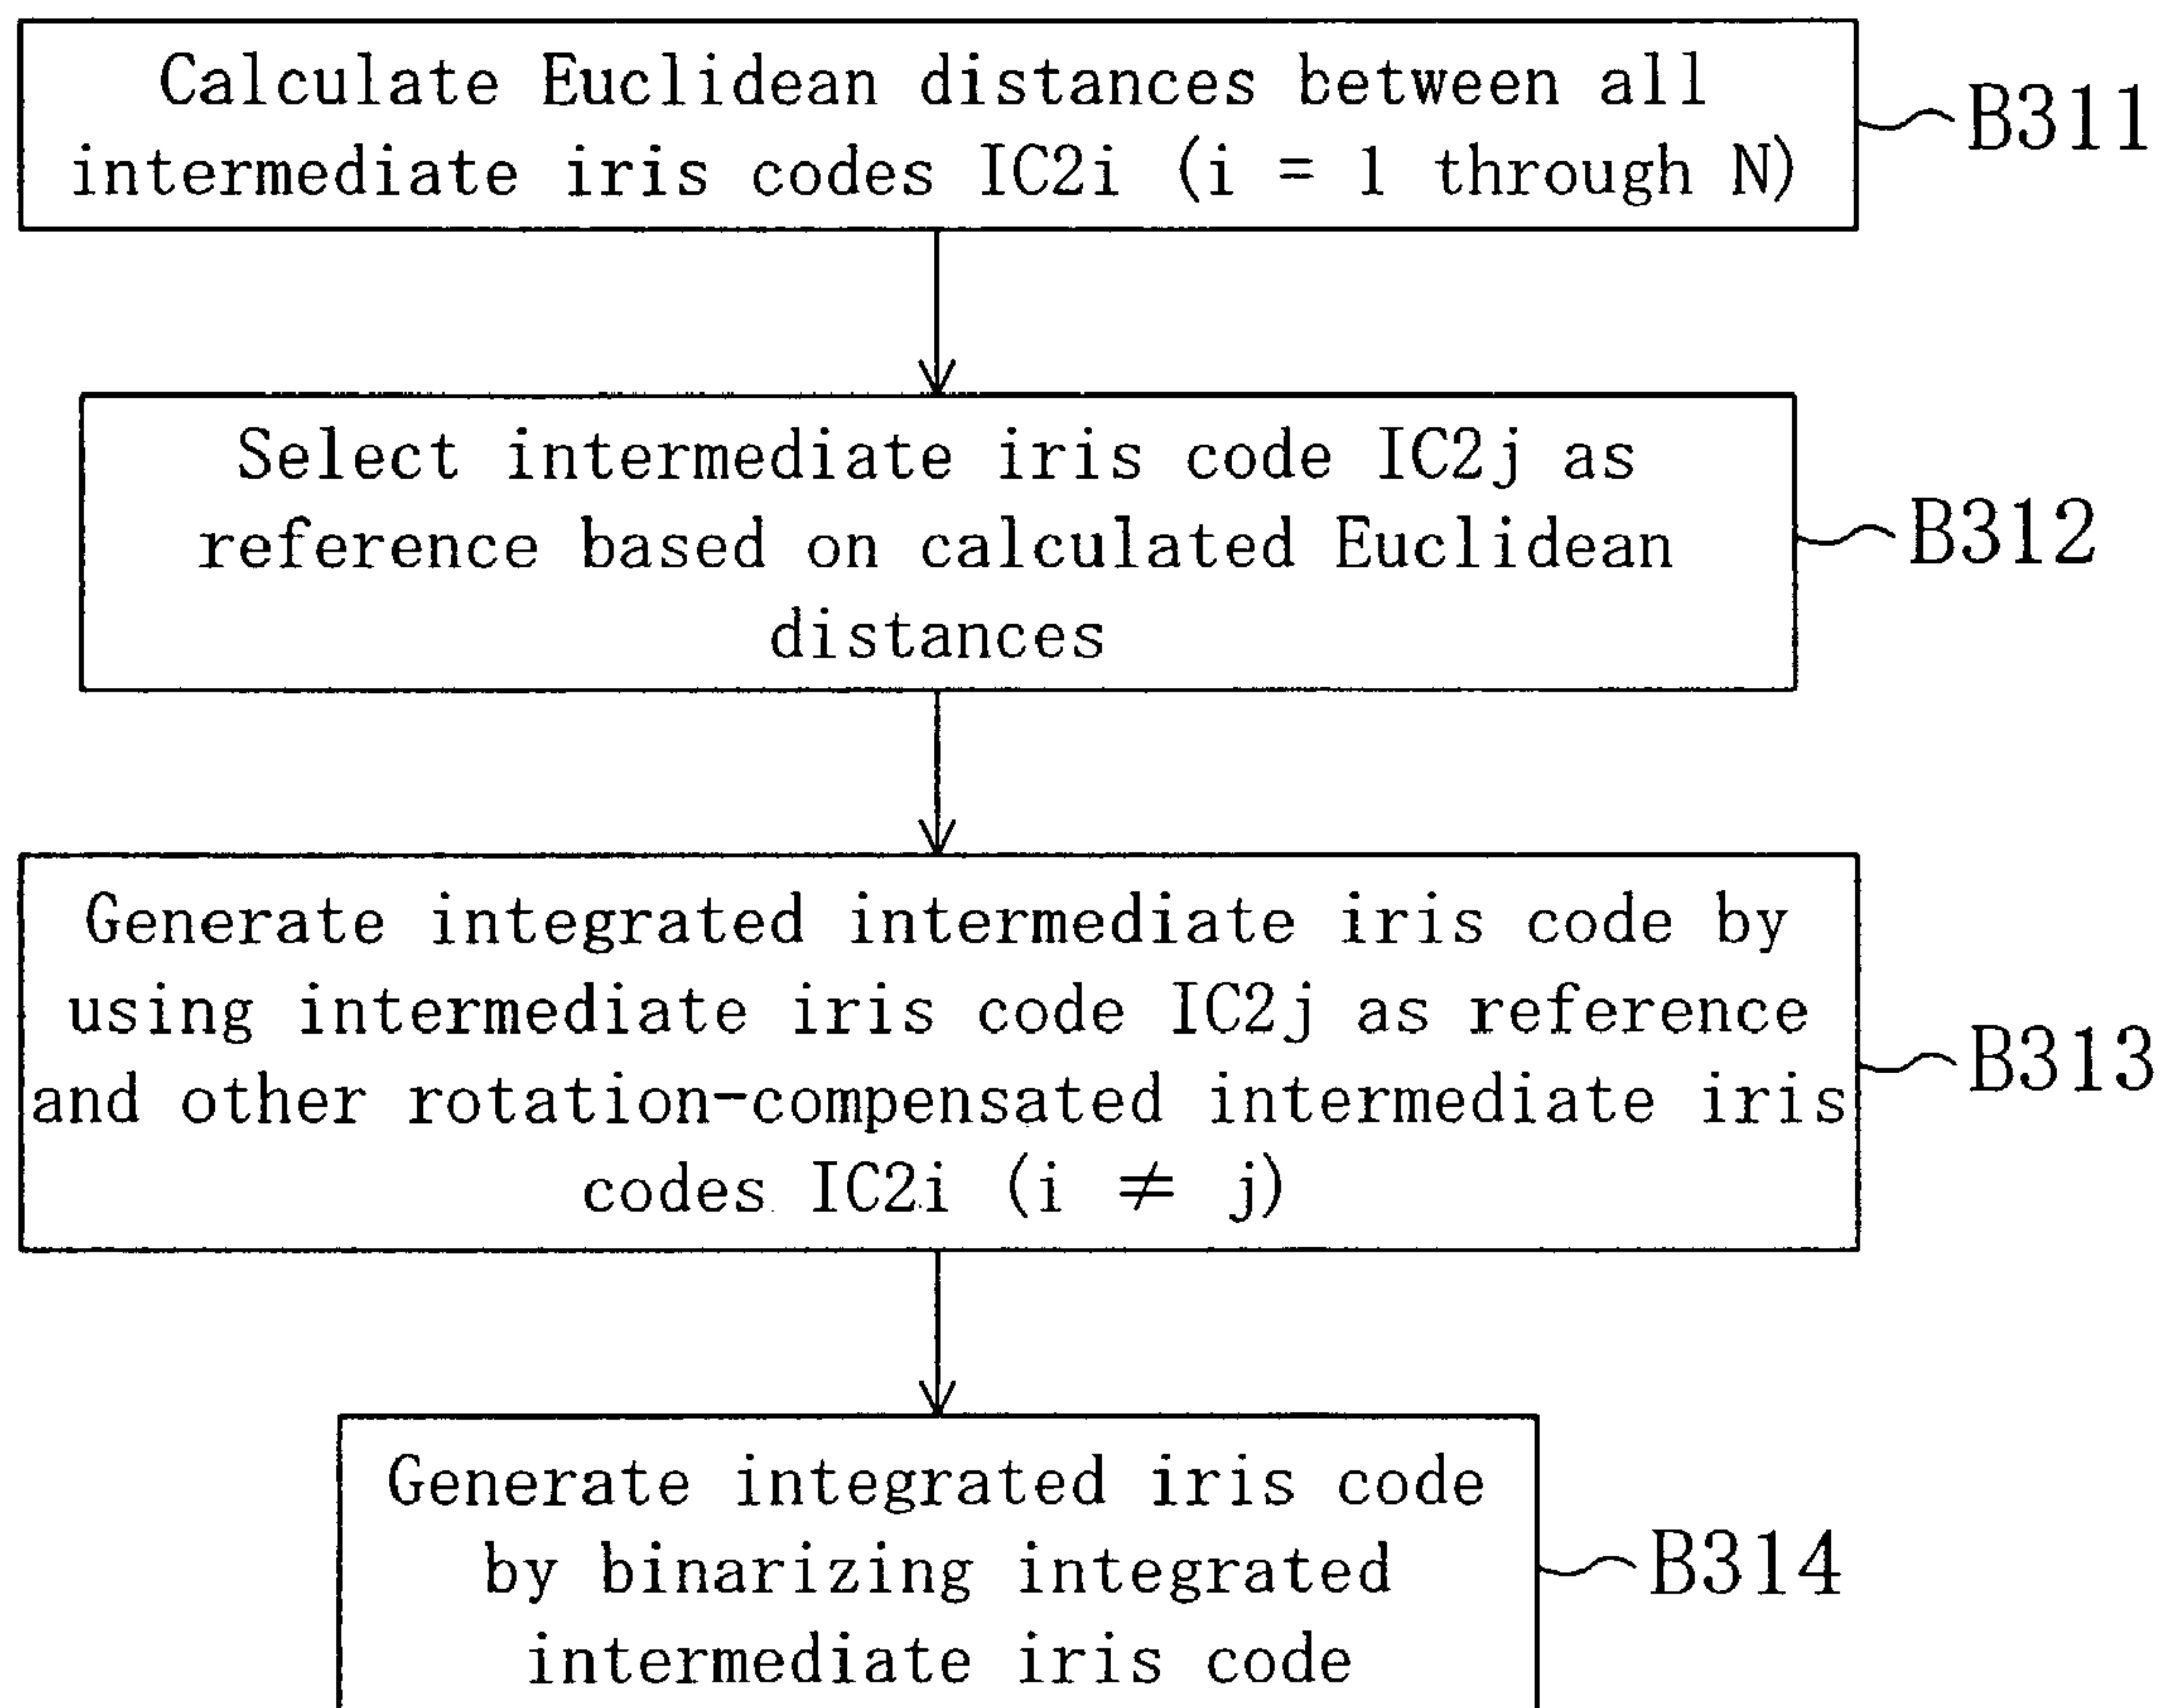 Calculate Euclidean distances between all
intermediate iris codes IC2i (i = 1 through N)
B311
Select intermediate iris code IC2j as
reference based on calculated Euclidean
distances
B312
Generate integrated intermediate iris code by
using intermediate iris code IC2j as reference
and other rotation-compensated intermediate iris
codes IC2i (i ≠ j)
B313
Generate integrated iris code
by binarizing integrated
intermediate iris code
B314